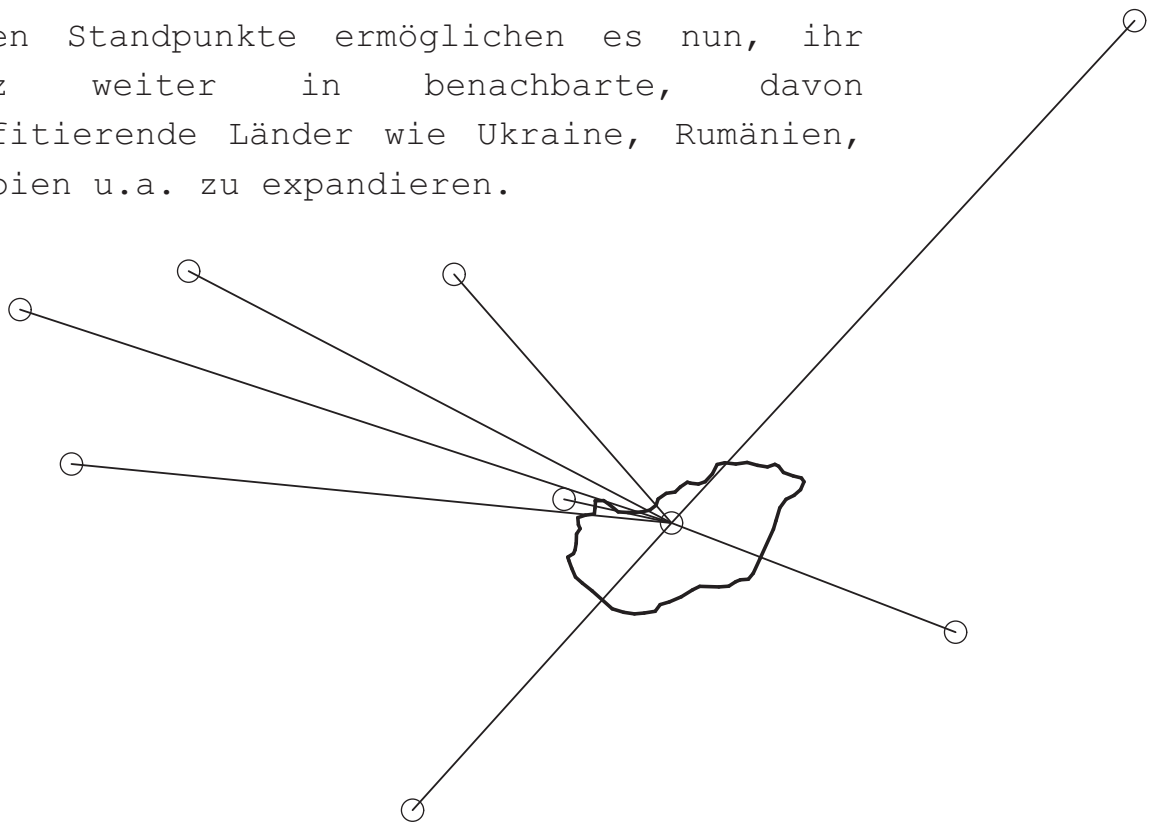 en Standpunkte ermöglichen es nun, ihr
z weiter in benachbarte, davon
fitierende Länder wie Ukraine, Rumänien,
bien u.a. zu expandieren.